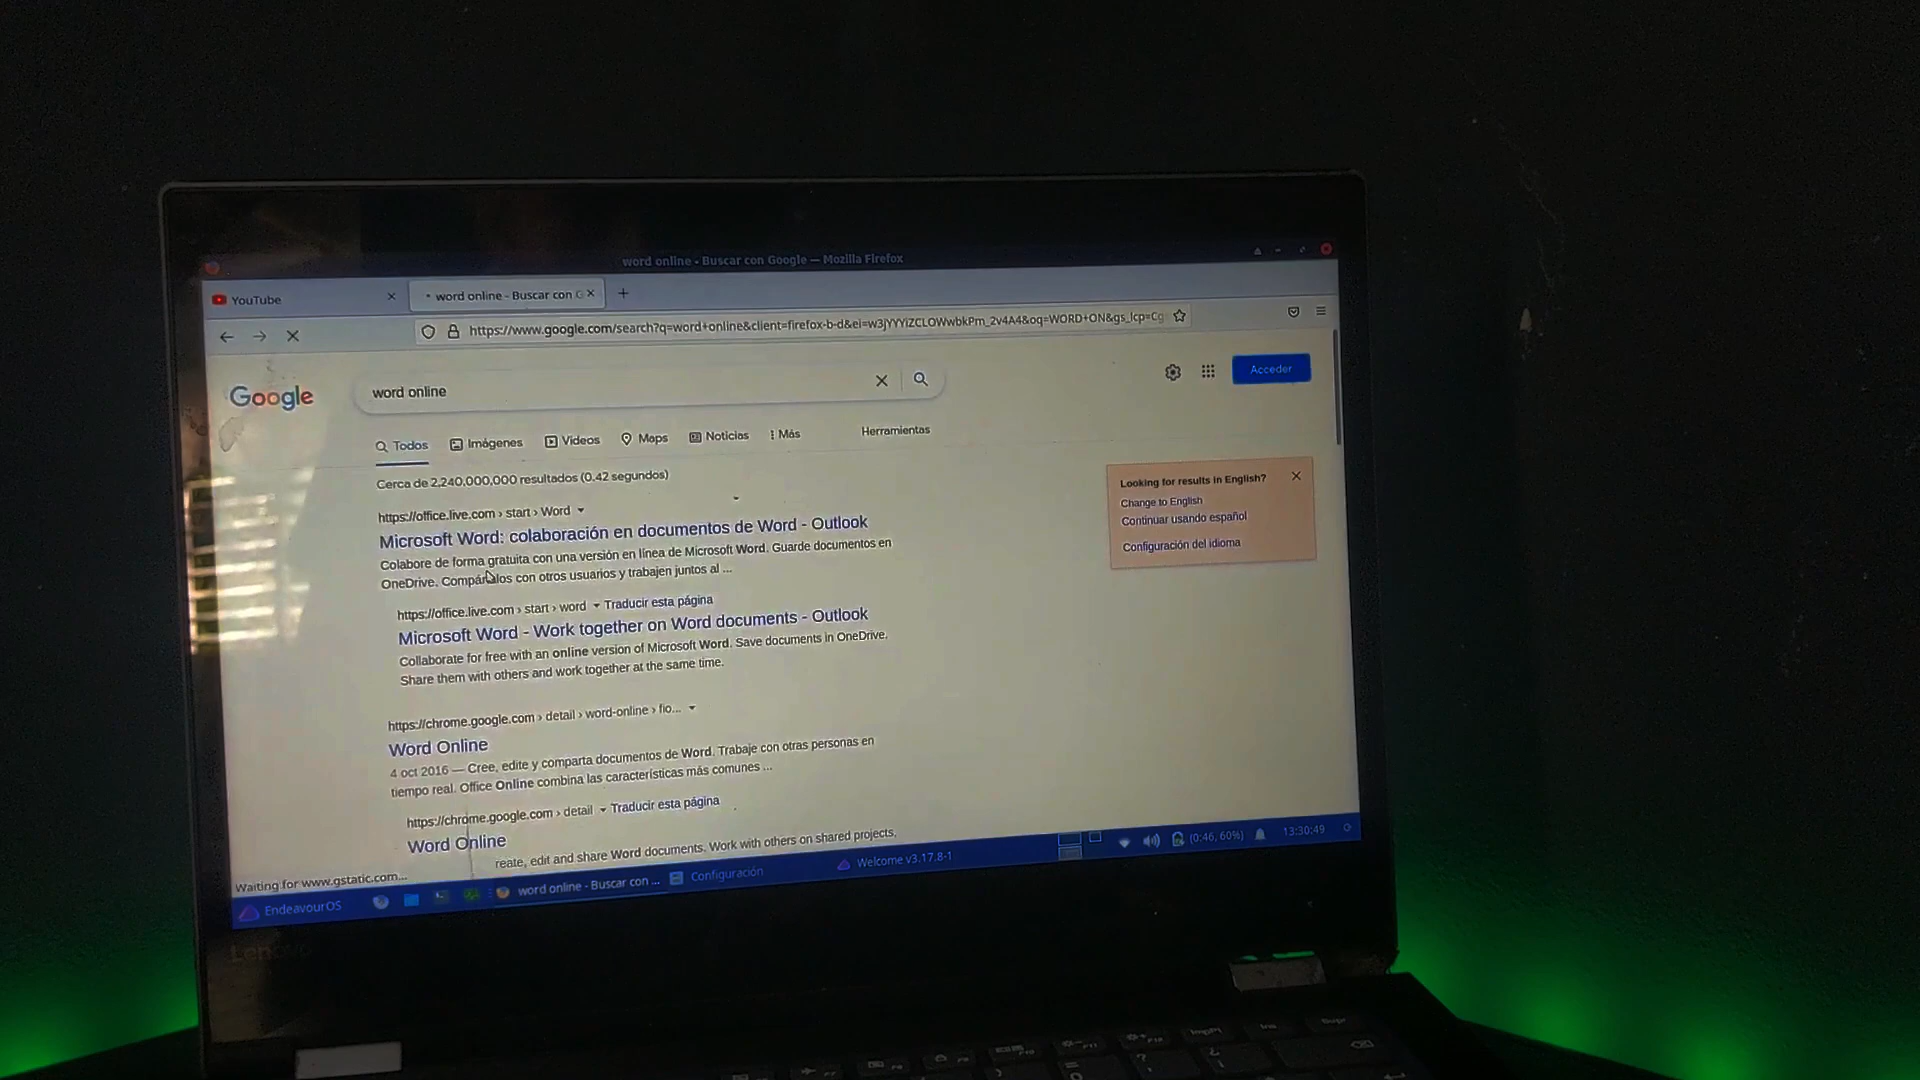 word online - Buscar con Google — Mozilla Firefox
YouTube
word online - Buscar con G
https://www.google.com/search?q=word+online&client=firefox-b-d&ei=w3jYYYiZCLOWwbkPm_2v4A4&oq=WORD+ON&gs_lcp=Cg
Google
word online
Acceder
Todos Imágenes Videos Maps Noticias Más Herramientas
Cerca de 2,240,000,000 resultados (0.42 segundos)
https://office.live.com › start › Word
Microsoft Word: colaboración en documentos de Word - Outlook
Colabore de forma gratuita con una versión en línea de Microsoft Word. Guarde documentos en
OneDrive. Compártalos con otros usuarios y trabajen juntos al ...
https://office.live.com › start › word Traducir esta página
Microsoft Word - Work together on Word documents - Outlook
Collaborate for free with an online version of Microsoft Word. Save documents in OneDrive.
Share them with others and work together at the same time.
https://chrome.google.com › detail › word-online › fio...
Word Online
4 oct 2016 — Cree, edite y comparta documentos de Word. Trabaje con otras personas en
tiempo real. Office Online combina las características más comunes ...
https://chrome.google.com › detail Traducir esta página
Word Online
reate, edit and share Word documents. Work with others on shared projects,
Looking for results in English?
Change to English
Continuar usando español
Configuración del idioma
Waiting for www.gstatic.com...
EndeavourOS
word online - Buscar con ...
Configuración
Welcome v3.17.8-1
(0:46, 60%)
13:30:49
Lenovo